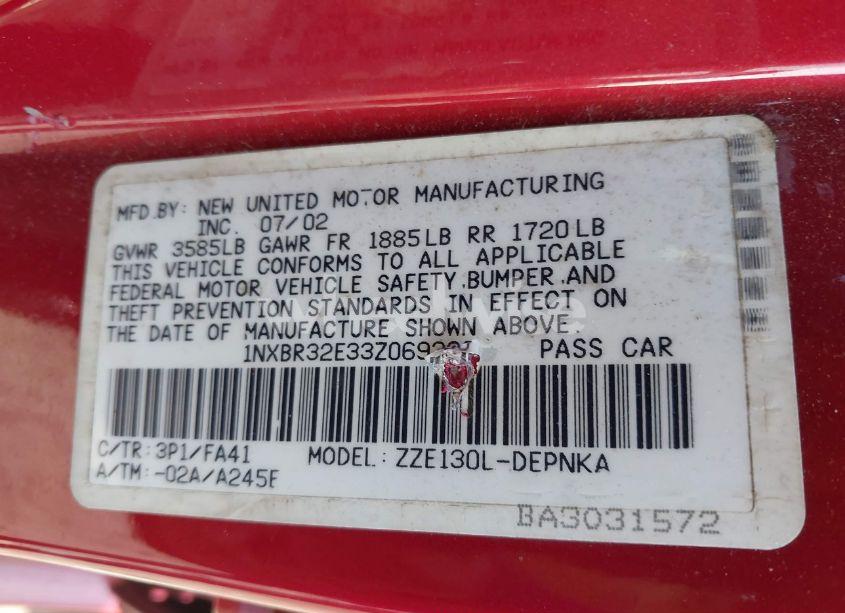 MFD.BY: NEW UNITED MOTOR MANUFACTURING
INC. 07/02
GVWR 3585LB GAWR FR 1885LB RR 1720LB
THIS VEHICLE CONFORMS TO ALL APPLICABLE
FEDERAL MOTOR VEHICLE SAFETY,BUMPER,AND
THEFT PREVENTION STANDARDS IN EFFECT ON
THE DATE OF MANUFACTURE SHOWN ABOVE.
PASS CAR
C/TR: 3P1/FA41 MODEL: ZZE130L-DEPNKA
A/TM: -02A/A245E
BA3031572